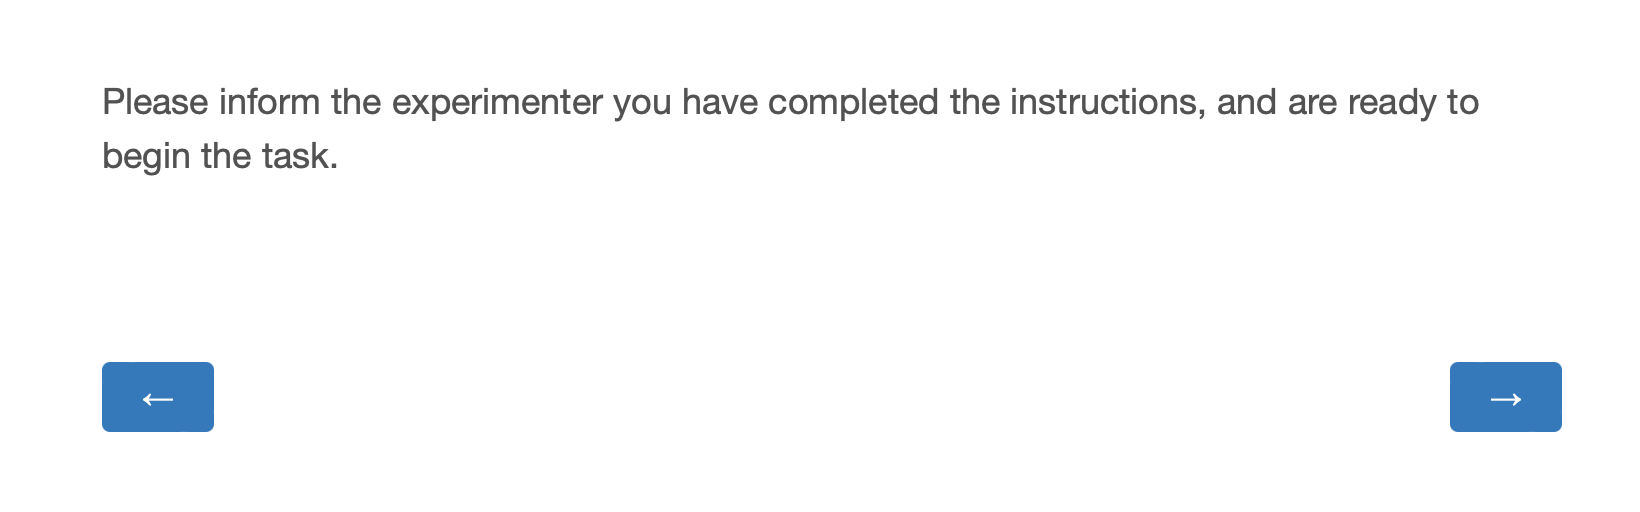 Please inform the experimenter you have completed the instructions, and are ready to
begin the task.
← →